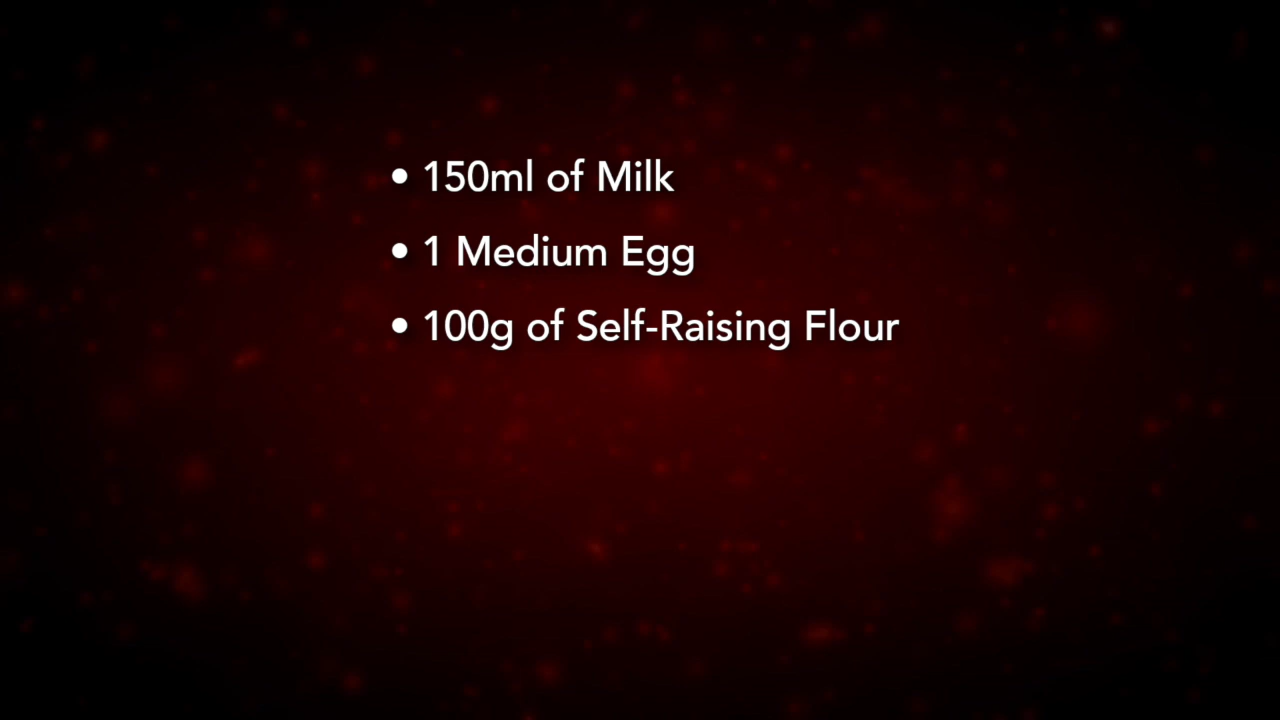 • 150ml of Milk
• 1 Medium Egg
• 100g of Self-Raising Flour